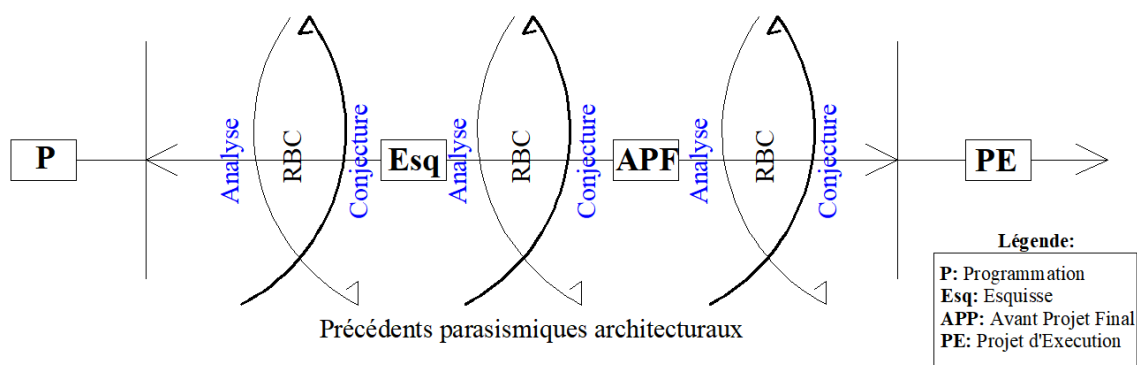 P
Analyse
RBC
Conjecture
Esq
Analyse
RBC
Conjecture
APF
Analyse
RBC
Conjecture
PE
Précédents parasismiques architecturaux
Légende:
P: Programmation
Esq: Esquisse
APP: Avant Projet Final
PE: Projet d'Execution